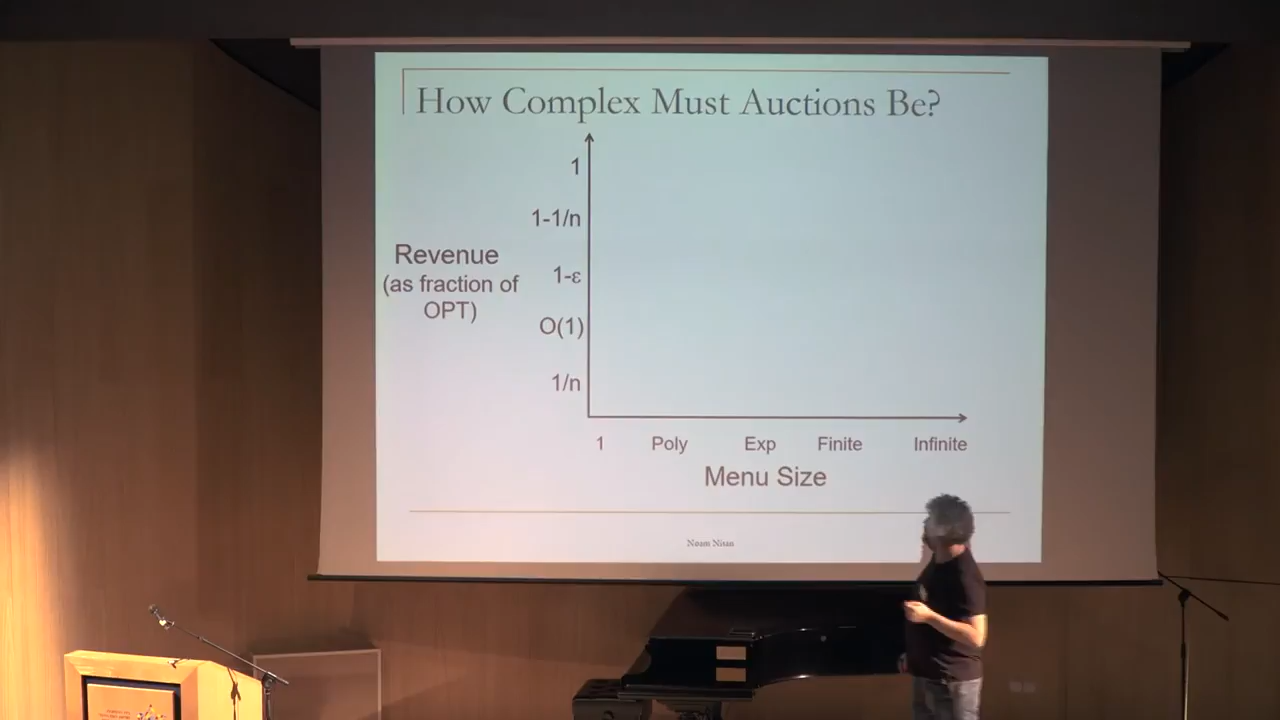 How Complex Must Auctions Be?
1
1-1/n
Revenue
(as fraction of
OPT)
1-ε
O(1)
1/n
1 Poly Exp Finite Infinite
Menu Size
Noam Nisan